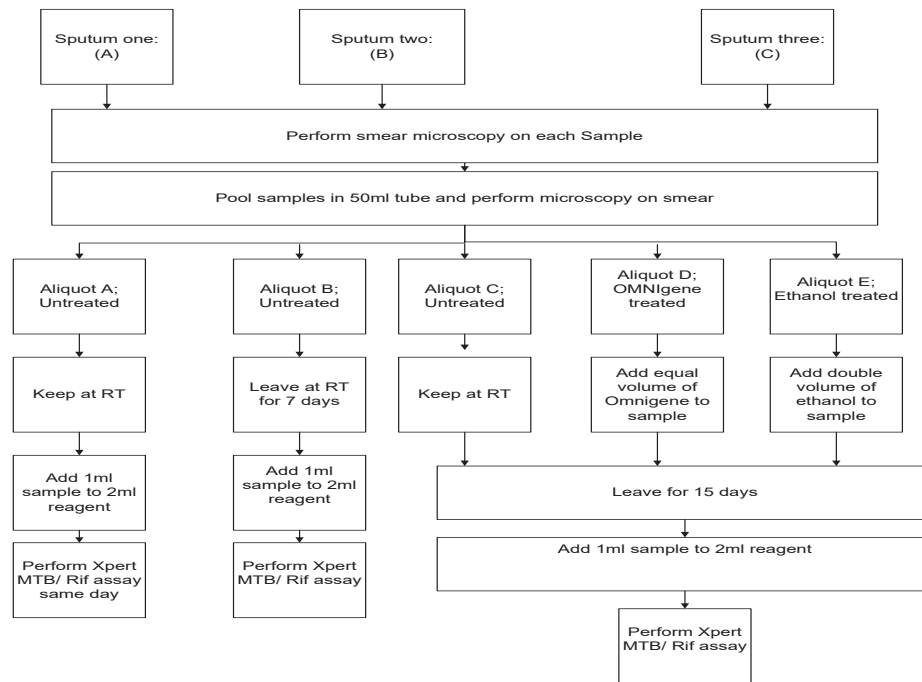 Sputum one:
(A)
Sputum two:
(B)
Sputum three:
(C)
Perform smear microscopy on each Sample
Pool samples in 50ml tube and perform microscopy on smear
Aliquot A;
Untreated
Aliquot B;
Untreated
Aliquot C;
Untreated
Aliquot D;
OMNIgene
treated
Aliquot E;
Ethanol treated
Keep at RT
Leave at RT
for 7 days
Keep at RT
Add equal
volume of
Omnigene to
sample
Add double
volume of
ethanol to
sample
Add 1ml
sample to 2ml
reagent
Add 1ml
sample to 2ml
reagent
Leave for 15 days
Perform Xpert
MTB/ Rif assay
same day
Perform Xpert
MTB/ Rif assay
Add 1ml sample to 2ml reagent
Perform Xpert
MTB/ Rif assay